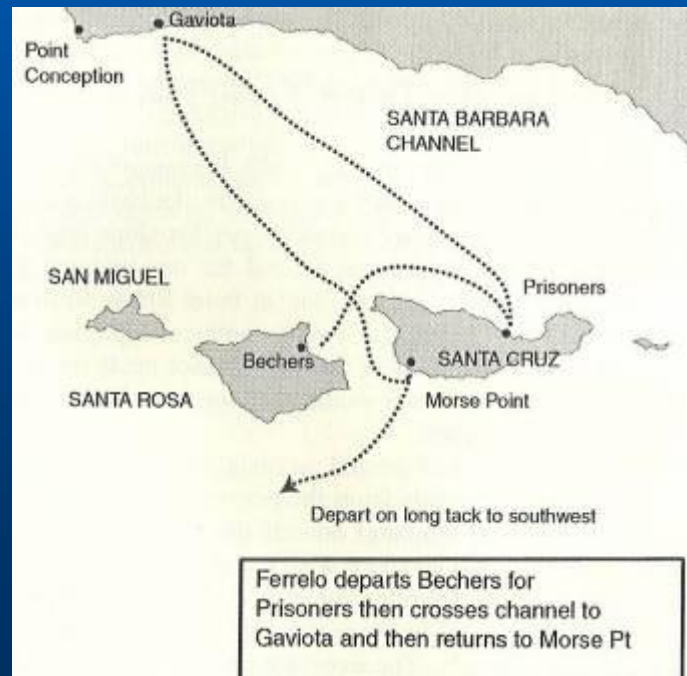 Gaviota
Point
Conception
SANTA BARBARA
CHANNEL
SAN MIGUEL
Prisoners
Bechers
SANTA CRUZ
SANTA ROSA
Morse Point
Depart on long tack to southwest
Ferrelo departs Bechers for
Prisoners then crosses channel to
Gaviota and then returns to Morse Pt